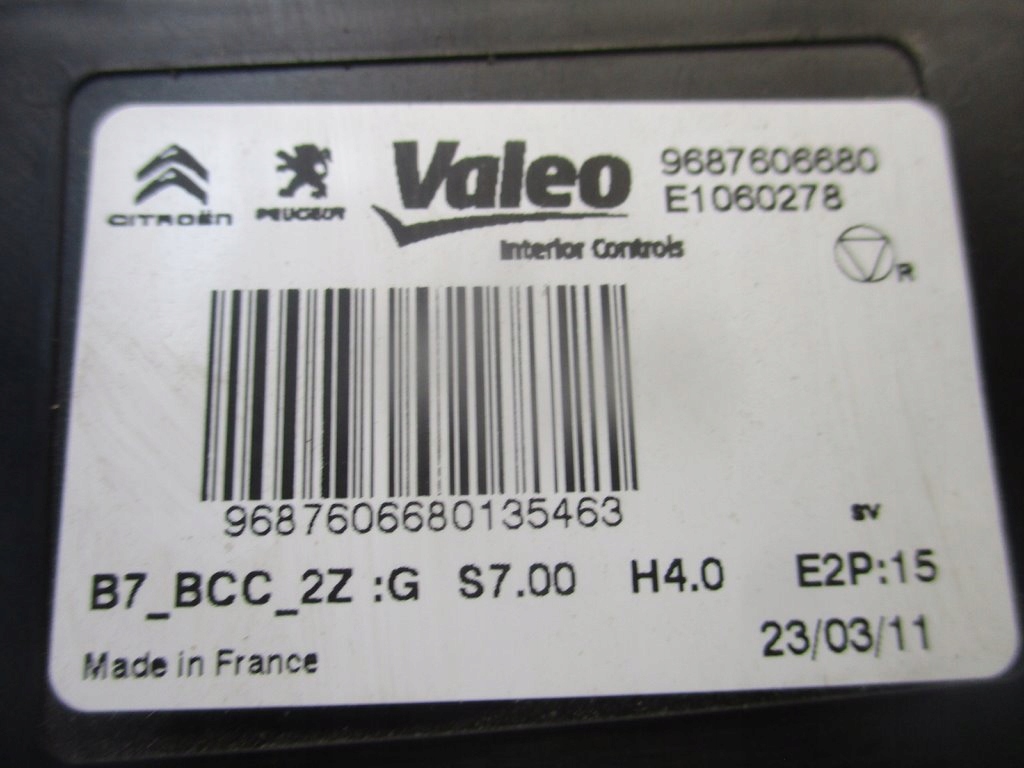 CITROËN PEUGEOT Valeo 9687606680
E1060278
Interior Controls
R
9687606680135463
SV
B7_BCC_2Z :G S7.00 H4.0 E2P:15
23/03/11
Made in France